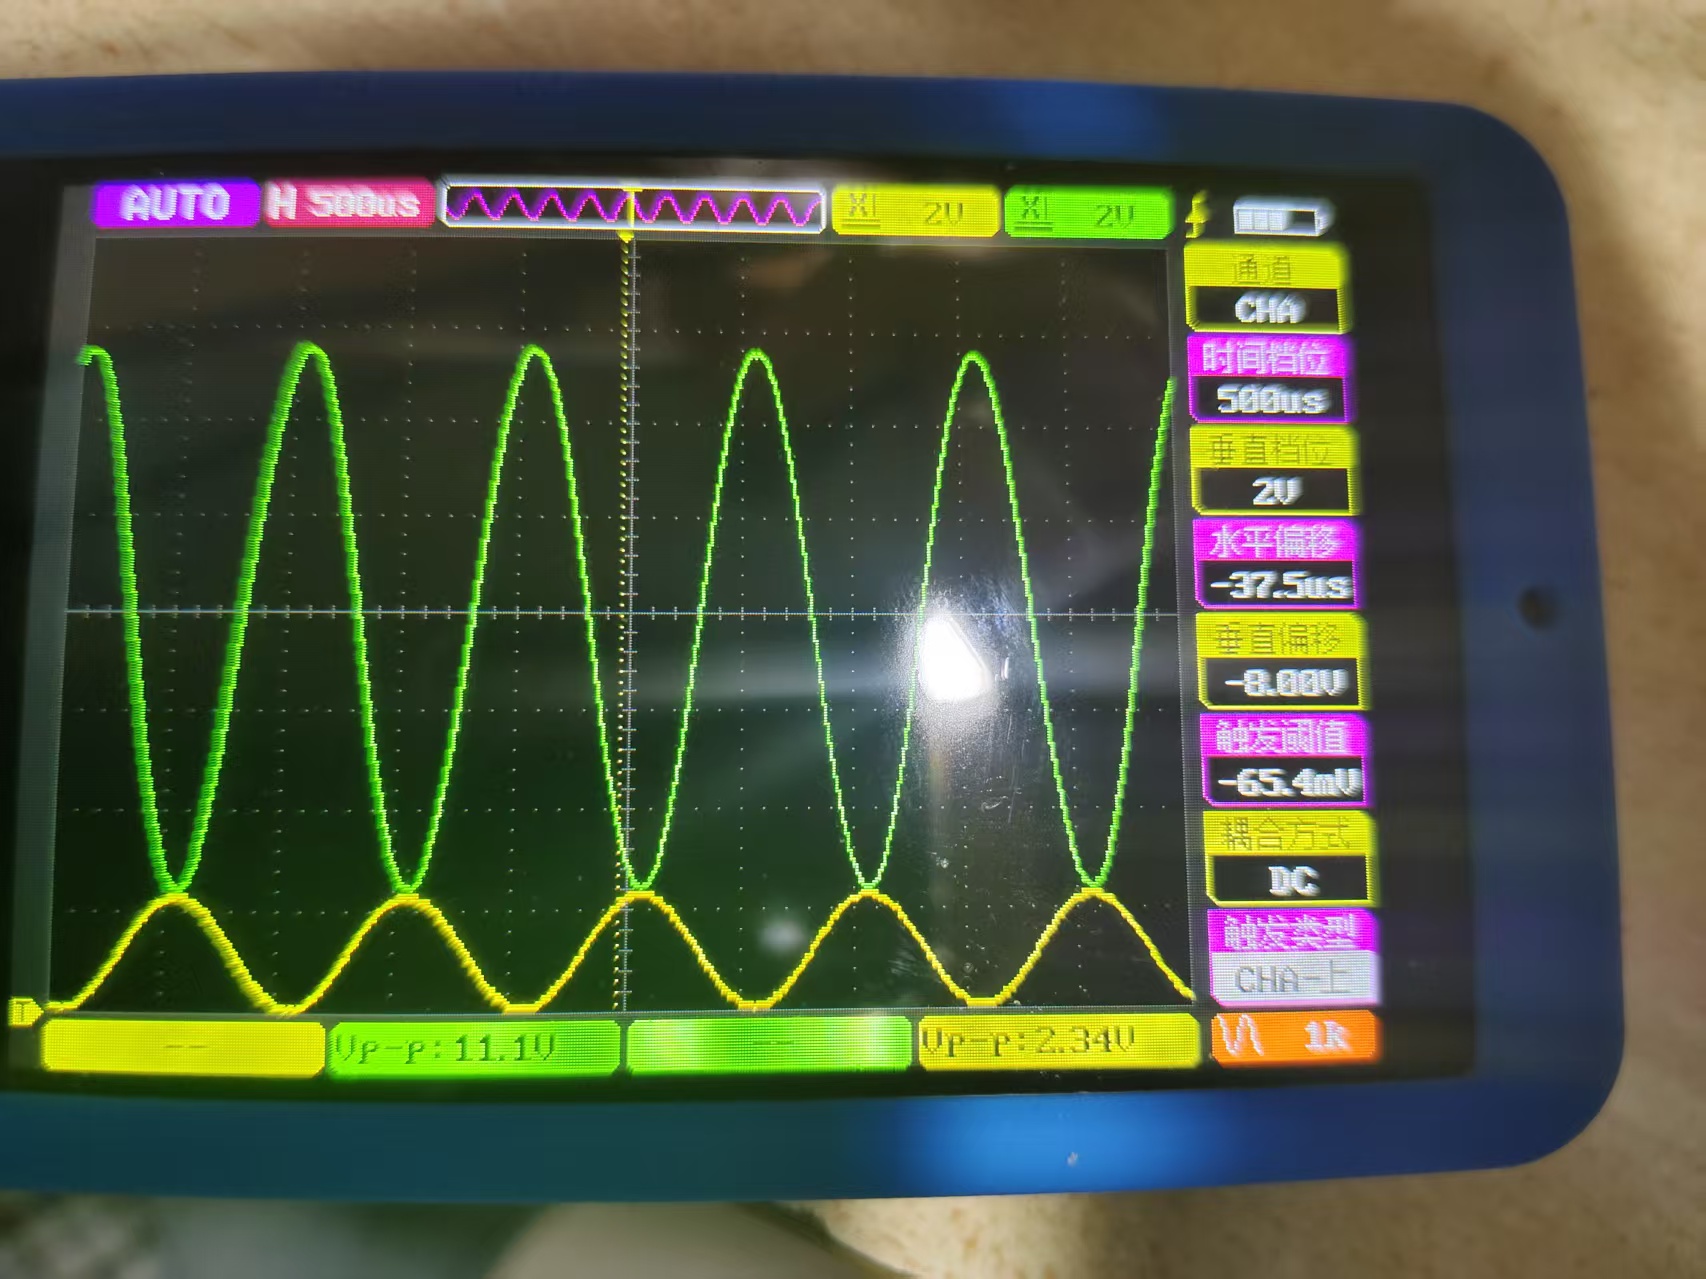 AUTO H 500us X1 2V X1 2V
通道
CHA
时间档位
500us
垂直档位
2V
水平偏移
-37.5us
垂直偏移
-8.00V
触发阈值
-65.4mV
耦合方式
DC
触发类型
CHA-上
T
-- Vp-p:11.1V -- Vp-p:2.34V 1R